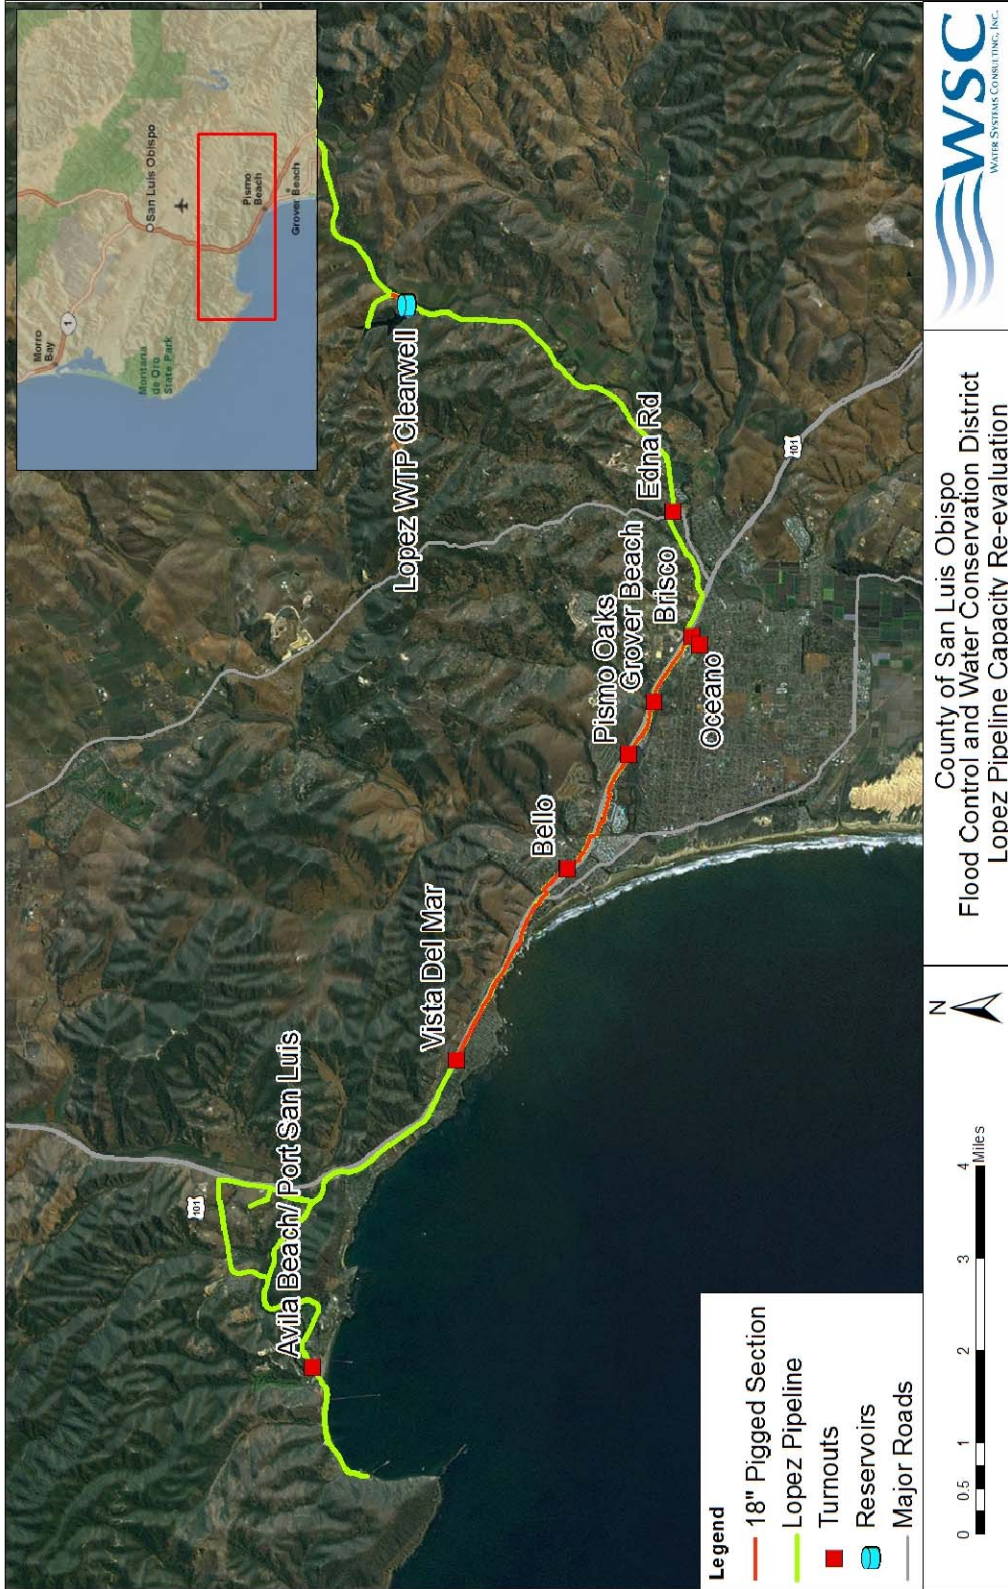 Morro
Bay
1
Montana
de Oro
State Park
San Luis Obispo
Pismo
Beach
Grover Beach
Avila Beach/ Port San Luis
101
Vista Del Mar
Bello
Pismo Oaks
Grover Beach
Brisco
Oceano
Edna Rd
Lopez WTP Clearwell
101
Legend
18" Pigged Section
Lopez Pipeline
Turnouts
Reservoirs
Major Roads
0 0.5 1 2 3 4
Miles
N
County of San Luis Obispo
Flood Control and Water Conservation District
Lopez Pipeline Capacity Re-evaluation
WSC
WATER SYSTEMS CONSULTING, INC.